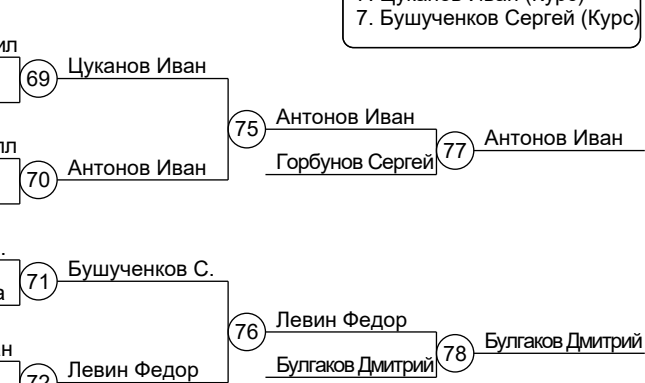 7. Бушученков Сергей (Курс)
69 Цуканов Иван
75 Антонов Иван
77 Антонов Иван
Горбунов Сергей
70 Антонов Иван
71 Бушученков С.
76 Левин Федор
78 Булгаков Дмитрий
Булгаков Дмитрий
72 Левин Федор